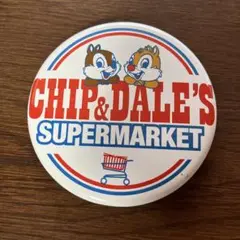 CHIP & DALE'S
SUPERMARKET